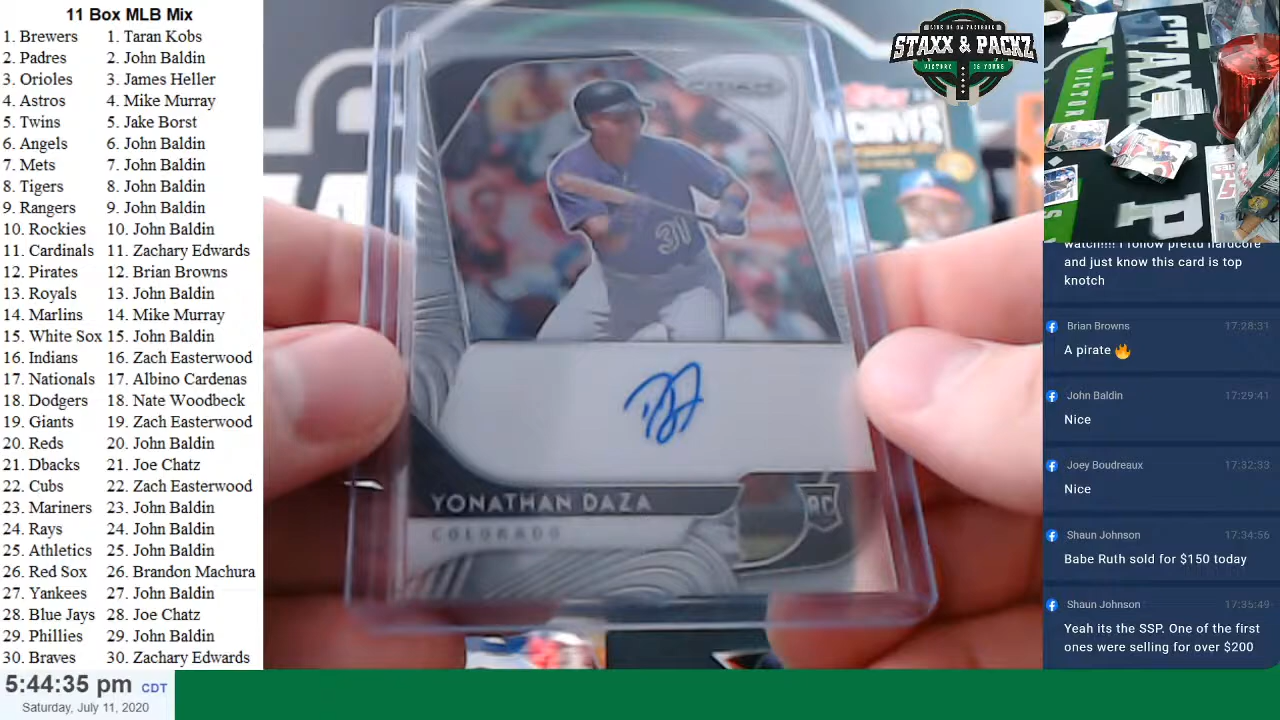 11 Box MLB Mix
1. Brewers 1. Taran Kobs
2. Padres 2. John Baldin
3. Orioles 3. James Heller
4. Astros 4. Mike Murray
5. Twins 5. Jake Borst
6. Angels 6. John Baldin
7. Mets 7. John Baldin
8. Tigers 8. John Baldin
9. Rangers 9. John Baldin
10. Rockies 10. John Baldin
11. Cardinals 11. Zachary Edwards
12. Pirates 12. Brian Browns
13. Royals 13. John Baldin
14. Marlins 14. Mike Murray
15. White Sox 15. John Baldin
16. Indians 16. Zach Easterwood
17. Nationals 17. Albino Cardenas
18. Dodgers 18. Nate Woodbeck
19. Giants 19. Zach Easterwood
20. Reds 20. John Baldin
21. Dbacks 21. Joe Chatz
22. Cubs 22. Zach Easterwood
23. Mariners 23. John Baldin
24. Rays 24. John Baldin
25. Athletics 25. John Baldin
26. Red Sox 26. Brandon Machura
27. Yankees 27. John Baldin
28. Blue Jays 28. Joe Chatz
29. Phillies 29. John Baldin
30. Braves 30. Zachary Edwards
5:44:35 pm CDT
Saturday, July 11, 2020
31
YONATHAN DAZA
COLORADO
RC
STAXX & PACKZ
STAXX
P
watch!!!! I follow prettu hardcore
and just know this card is top
knotch
Brian Browns 17:28:31
A pirate 🔥
John Baldin 17:29:41
Nice
Joey Boudreaux 17:32:33
Nice
Shaun Johnson 17:34:56
Babe Ruth sold for $150 today
Shaun Johnson 17:35:49
Yeah its the SSP. One of the first
ones were selling for over $200